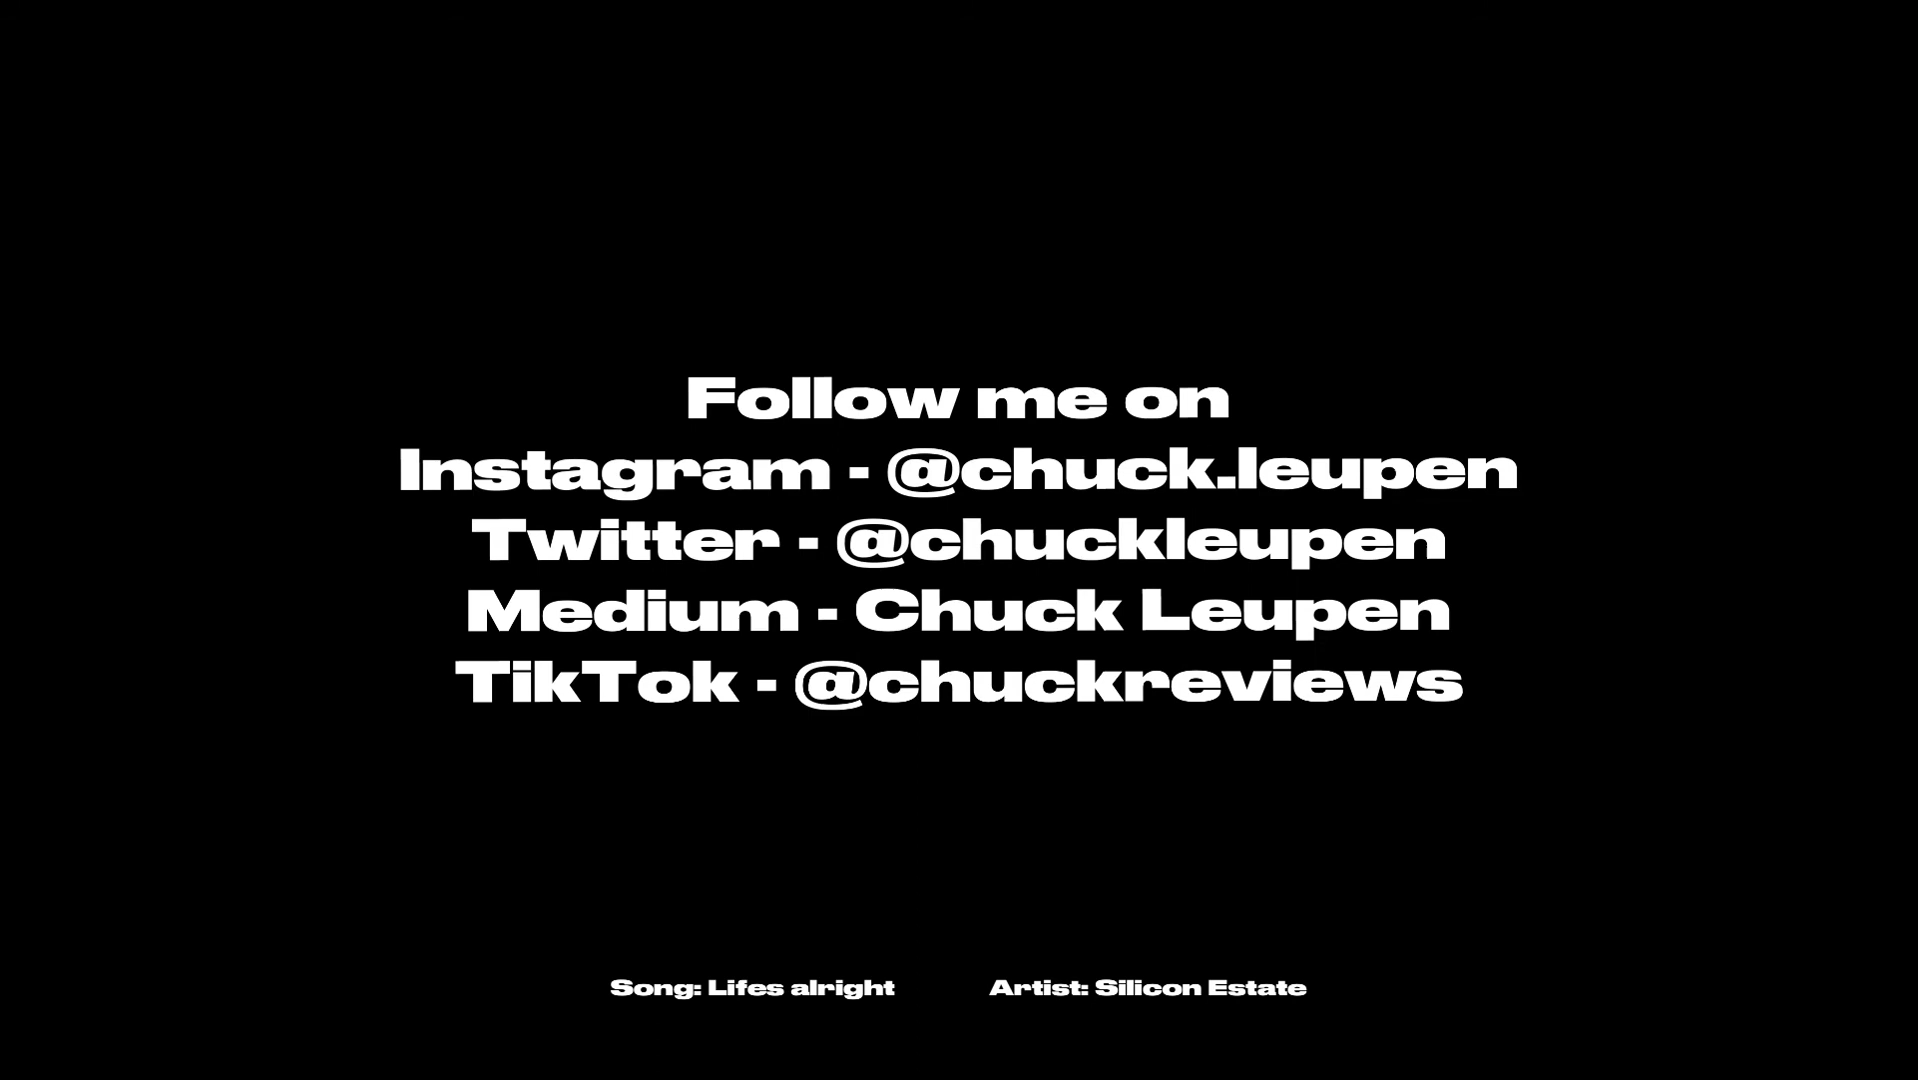 Follow me on
Instagram - @chuck.leupen
Twitter - @chuckleupen
Medium - Chuck Leupen
TikTok - @chuckreviews
Song: Lifes alright Artist: Silicon Estate